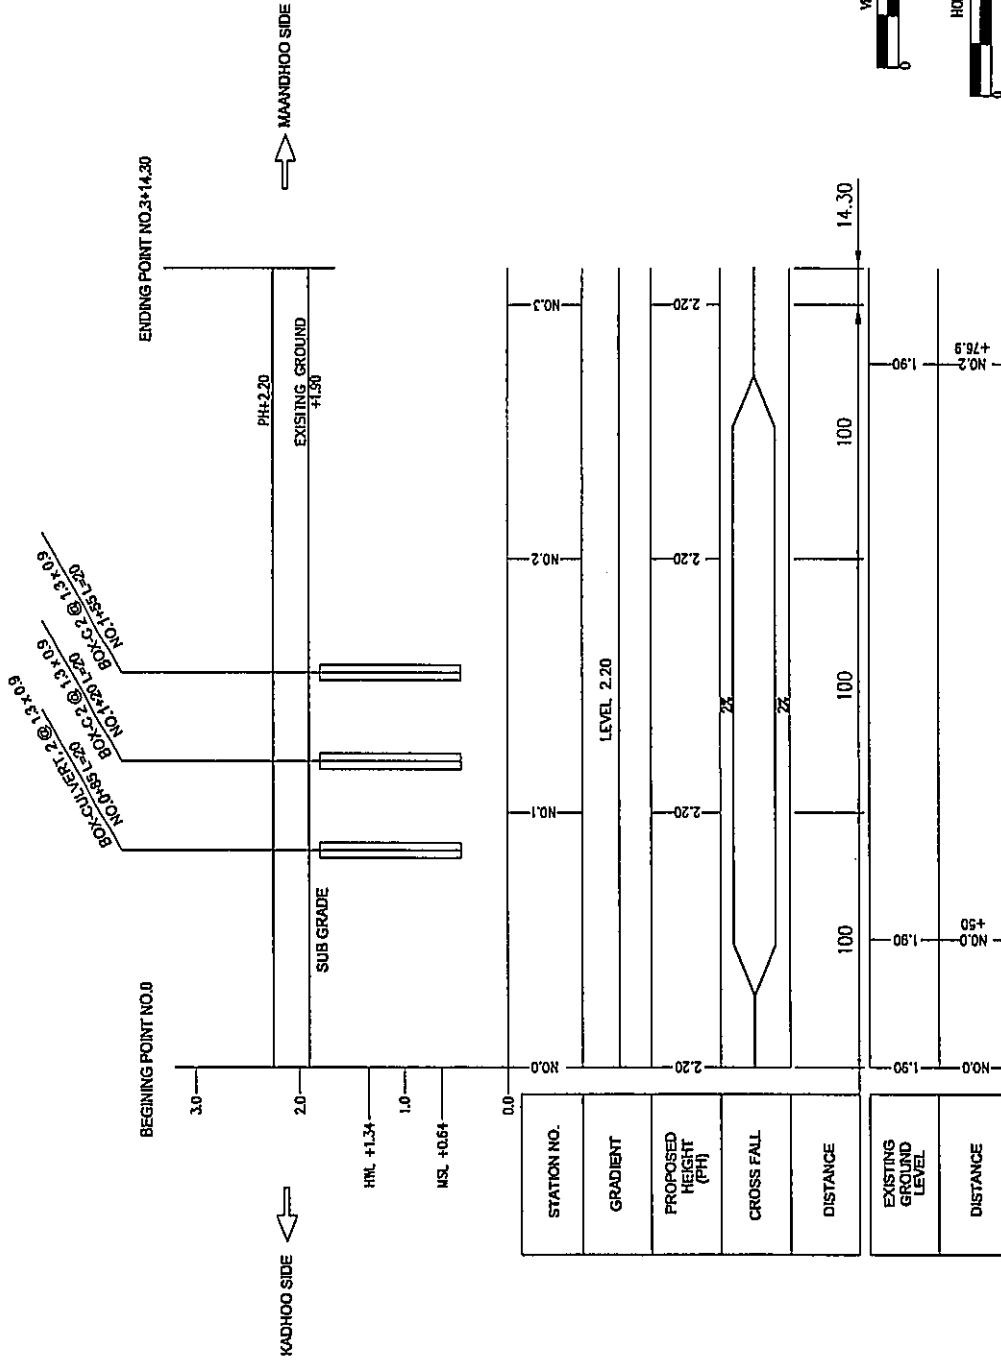 KADHOO SIDE
MAANDHOO SIDE
BEGINING POINT NO.0
ENDING POINT NO.3+14.30
BOX-CULVERT, 2 @ 1.3 x 0.9
NO.0+85 L=20
BOX-C 2 @ 1.3 x 0.9
NO.1+20 L=20
BOX-C 2 @ 1.3 x 0.9
NO.1+55 L=20
PH+2.20
EXISITNG GROUND
+1.90
SUB GRADE
3.0
2.0
HWL +1.34
1.0
MSL +0.64
0.0
STATION NO.
NO.0
NO.1
NO.2
NO.3
GRADIENT
LEVEL 2.20
PROPOSED
HEIGHT
(PH)
2.20
2.20
2.20
2.20
CROSS FALL
2%
2%
DISTANCE
100
100
100
14.30
EXISTING
GROUND
LEVEL
1.90
1.90
1.90
DISTANCE
NO.0
NO.0
+50
NO.2
+76.9
0
0